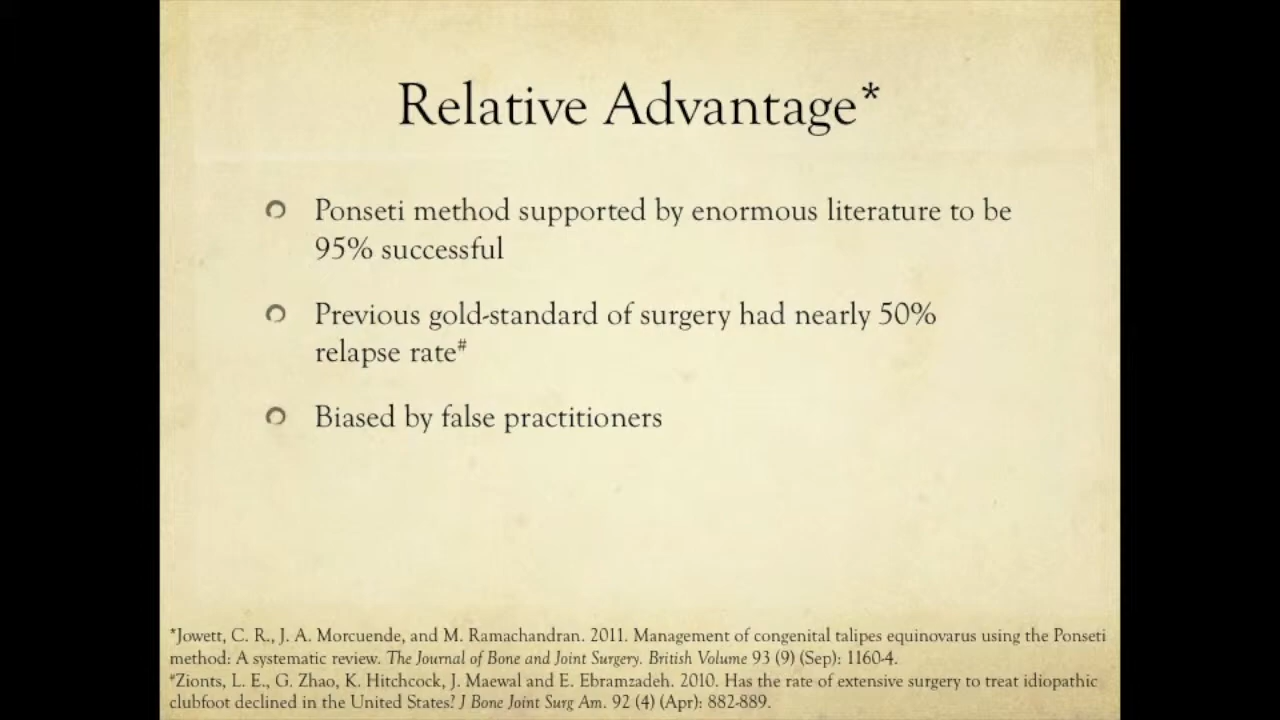 Relative Advantage*
Ponseti method supported by enormous literature to be
95% successful
Previous gold-standard of surgery had nearly 50%
relapse rate#
Biased by false practitioners
*Jowett, C. R., J. A. Morcuende, and M. Ramachandran. 2011. Management of congenital talipes equinovarus using the Ponseti
method: A systematic review. The Journal of Bone and Joint Surgery. British Volume 93 (9) (Sep): 1160-4.
#Zionts, L. E., G. Zhao, K. Hitchcock, J. Maewal and E. Ebramzadeh. 2010. Has the rate of extensive surgery to treat idiopathic
clubfoot declined in the United States? J Bone Joint Surg Am. 92 (4) (Apr): 882-889.